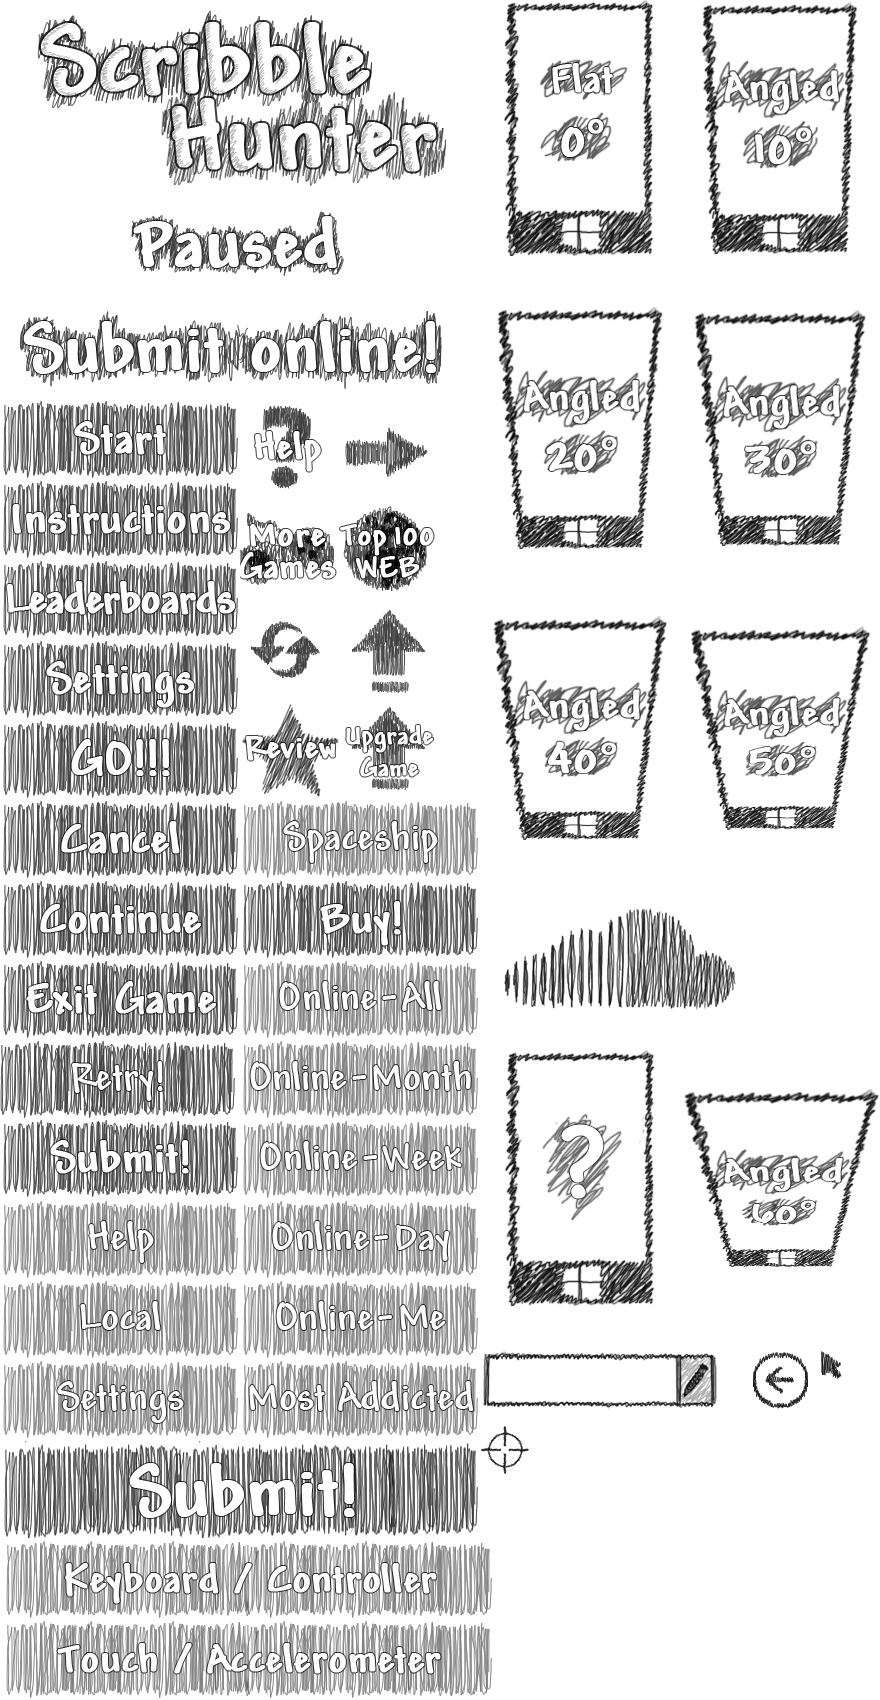 Scribble
Hunter
Paused
Submit online!
Start
Instructions
Leaderboards
Settings
GO!!!
Cancel
Continue
Exit Game
Retry!
Submit!
Help
Local
Settings
Help
More
Games
Top 100
WEB
Review
Upgrade
Game
Spaceship
Buy!
Online-All
Online-Month
Online-Week
Online-Day
Online-Me
Most Addicted
Submit!
Keyboard / Controller
Touch / Accelerometer
Flat
0°
Angled
10°
Angled
20°
Angled
30°
Angled
40°
Angled
50°
?
Angled
60°